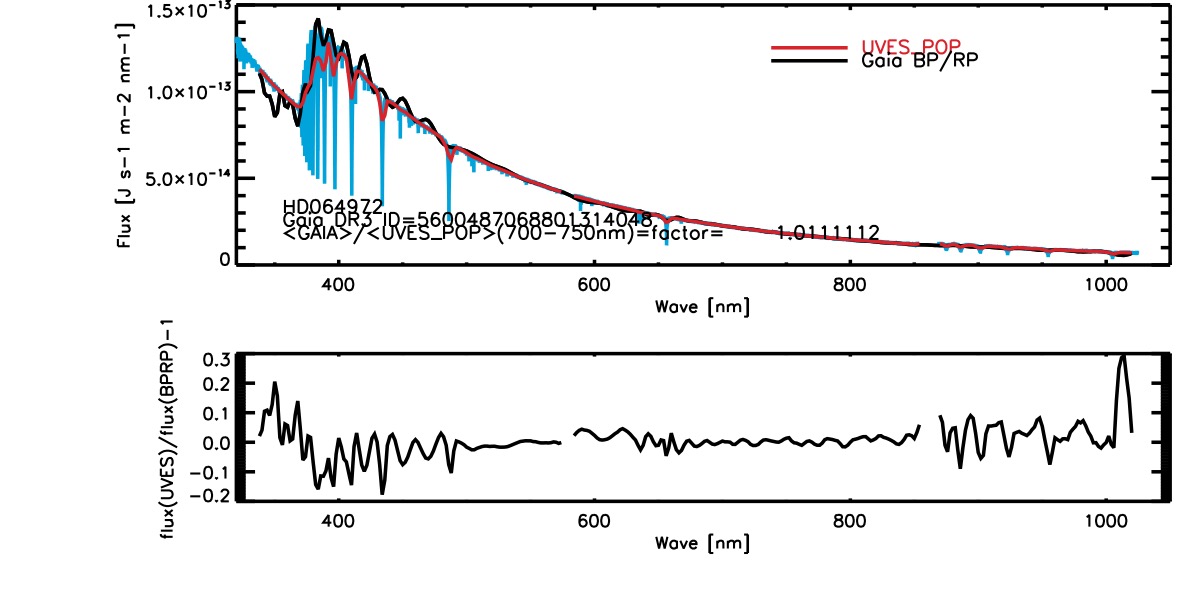 1.5×10−13
1.0×10−13
5.0×10−14
0
Flux [J s−1 m−2 nm−1]
UVES_POP
Gaia BP/RP
HD064972
Gaia DR3 ID=5600487068801314048
<GAIA>/<UVES_POP>(700−750nm)=factor= 1.0111112
400 600 800 1000
Wave [nm]
0.3
0.2
0.1
0.0
−0.1
−0.2
flux(UVES)/flux(BPRP)−1
400 600 800 1000
Wave [nm]